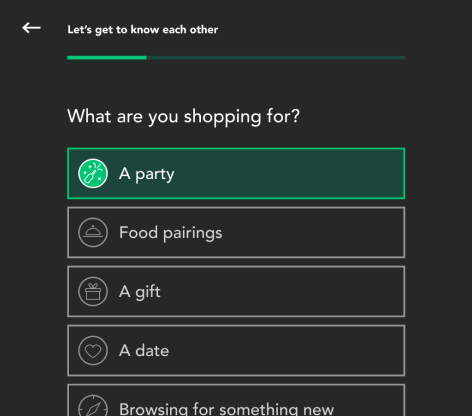 Let's get to know each other
What are you shopping for?
A party
Food pairings
A gift
A date
Browsing for something new